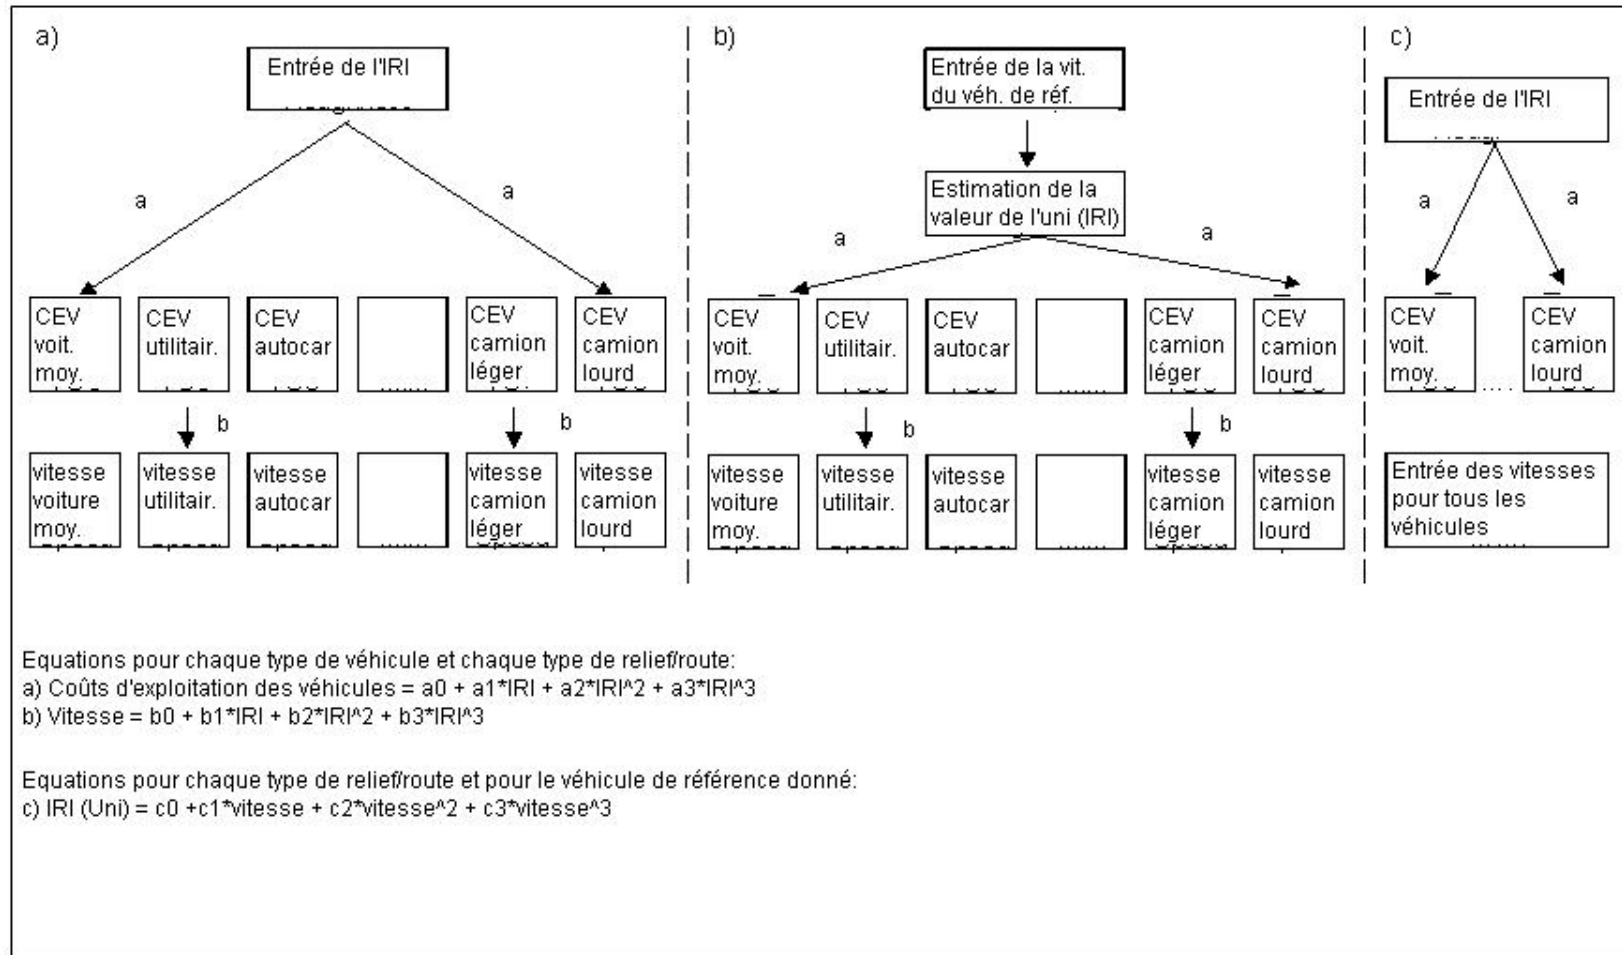 a)
Entrée de l'IRI
a
a
CEV
voit.
moy.
CEV
utilitair.
CEV
autocar
CEV
camion
léger
CEV
camion
lourd
b
b
vitesse
voiture
moy.
vitesse
utilitair.
vitesse
autocar
vitesse
camion
léger
vitesse
camion
lourd
b)
Entrée de la vit.
du véh. de réf.
Estimation de la
valeur de l'uni (IRI)
a
a
CEV
voit.
moy.
CEV
utilitair.
CEV
autocar
CEV
camion
léger
CEV
camion
lourd
b
b
vitesse
voiture
moy.
vitesse
utilitair.
vitesse
autocar
vitesse
camion
léger
vitesse
camion
lourd
c)
Entrée de l'IRI
a
a
CEV
voit.
moy.
CEV
camion
lourd
Entrée des vitesses
pour tous les
véhicules
Equations pour chaque type de véhicule et chaque type de relief/route:
a) Coûts d'exploitation des véhicules = a0 + a1*IRI + a2*IRI^2 + a3*IRI^3
b) Vitesse = b0 + b1*IRI + b2*IRI^2 + b3*IRI^3
Equations pour chaque type de relief/route et pour le véhicule de référence donné:
c) IRI (Uni) = c0 +c1*vitesse + c2*vitesse^2 + c3*vitesse^3